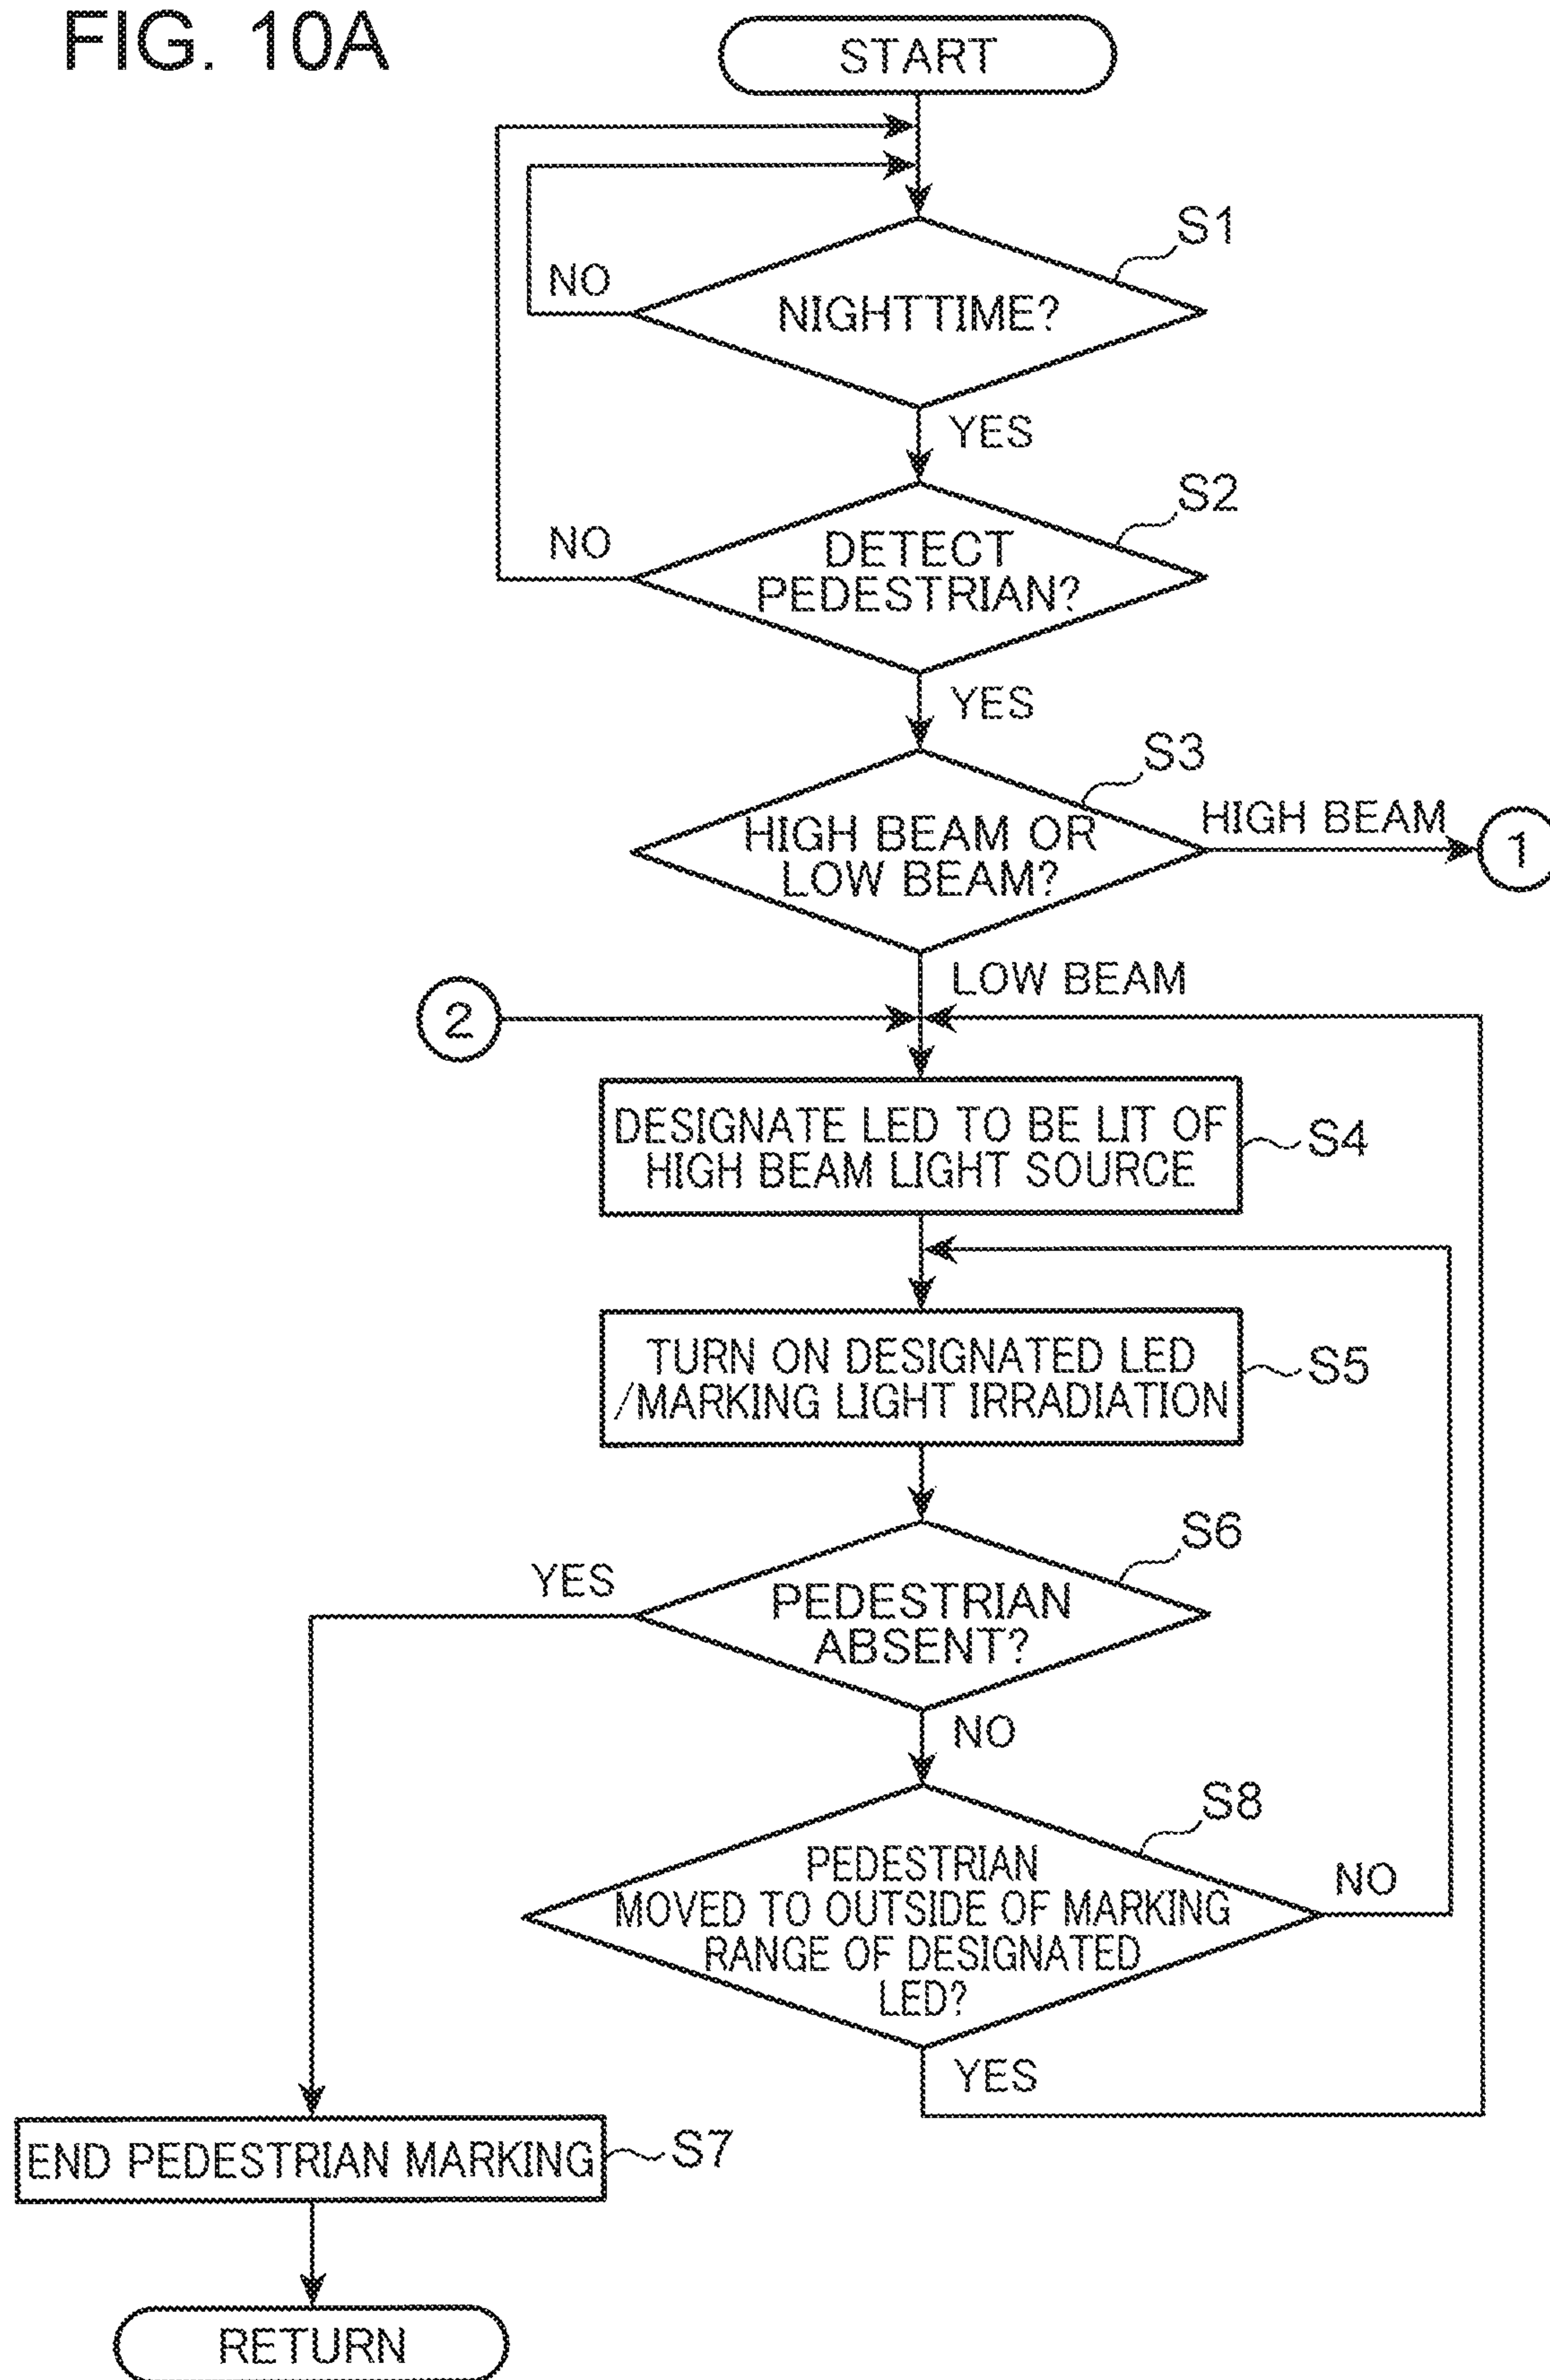 FIG. 10A
START
S1
NO
NIGHTTIME?
YES
S2
NO
DETECT
PEDESTRIAN?
YES
S3
HIGH BEAM
HIGH BEAM OR
LOW BEAM?
1
LOW BEAM
2
DESIGNATE LED TO BE LIT OF
HIGH BEAM LIGHT SOURCE
S4
TURN ON DESIGNATED LED
/MARKING LIGHT IRRADIATION
S5
S6
YES
PEDESTRIAN
ABSENT?
NO
S8
PEDESTRIAN
MOVED TO OUTSIDE OF MARKING
RANGE OF DESIGNATED
LED?
NO
YES
END PEDESTRIAN MARKING
S7
RETURN